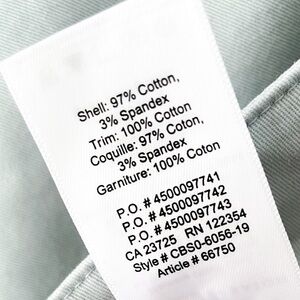 Shell: 97% Cotton,
3% Spandex
Trim: 100% Cotton
Coquille: 97% Coton,
3% Spandex
Garniture: 100% Coton
P.O. # 4500097741
P.O. # 4500097742
P.O. # 4500097743
CA 23725 RN 122354
Style # CBS0-6056-19
Article # 66750